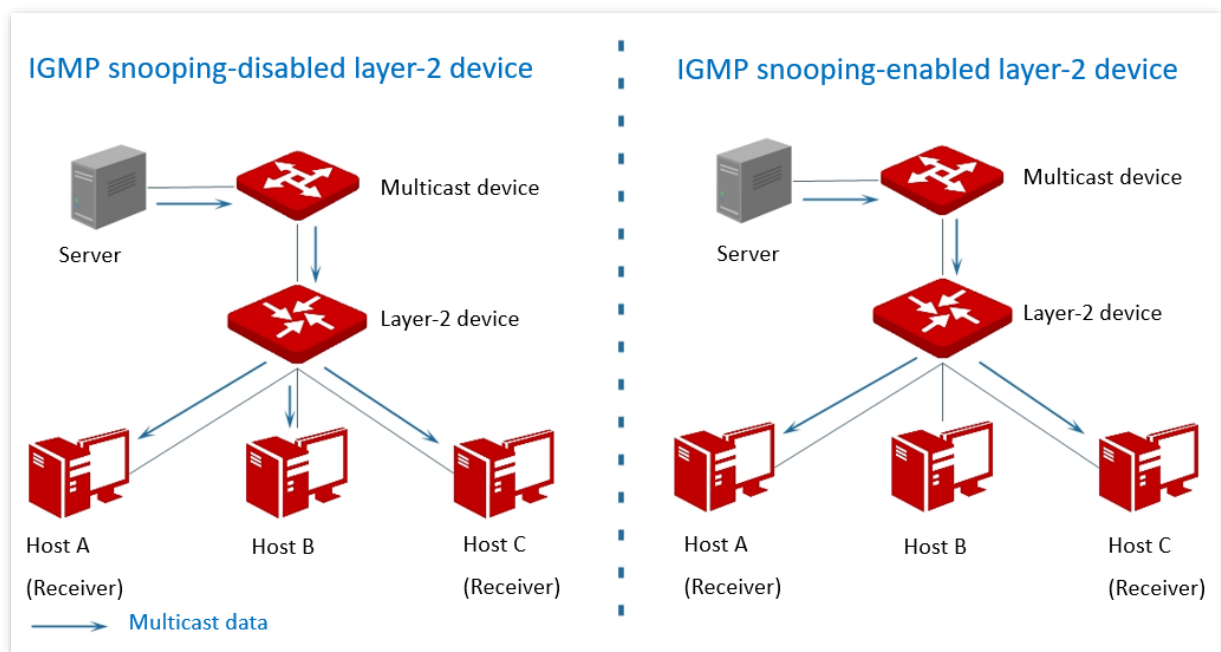 IGMP snooping-disabled layer-2 device
Multicast device
Server
Layer-2 device
Host A
(Receiver)
Host B
Host C
(Receiver)
Multicast data
IGMP snooping-enabled layer-2 device
Multicast device
Server
Layer-2 device
Host A
(Receiver)
Host B
Host C
(Receiver)